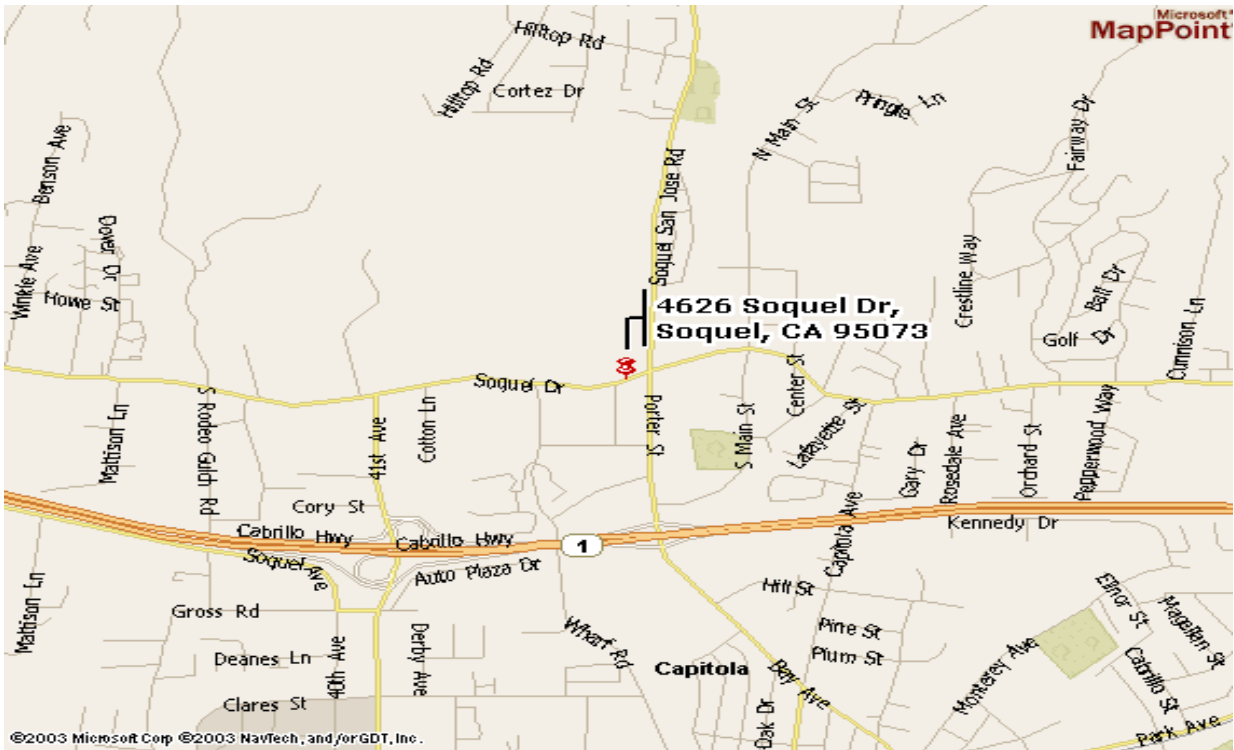 Microsoft®
MapPoint®
Hilltop Rd
Hilltop Rd
Cortez Dr
N Main St
Pringle Ln
Fairway Dr
Benson Ave
Dover Dr
Winkle Ave
Howe St
Soquel San Jose Rd
Crestline Way
Ball Dr
Golf Dr
Cunnison Ln
4626 Soquel Dr,
Soquel, CA 95073
Soquel Dr
Mattison Ln
S Rodeo Gulch Rd
41st Ave
Cotton Ln
Porter St
S Main St
Center St
Lafayette St
Gary Dr
Rosedale Ave
Orchard St
Pepperwood Way
Cory St
Cabrillo Hwy
Cabrillo Hwy
1
Capitola Ave
Kennedy Dr
Soquel Ave
Auto Plaza Dr
Mattison Ln
Gross Rd
Hill St
Elinor St
Magellan St
Deanes Ln
40th Ave
Derby Ave
Wharf Rd
Pine St
Plum St
Capitola
Bay Ave
Monterey Ave
Cabrillo St
Clares St
Oak Dr
Park Ave
©2003 Microsoft Corp ©2003 NavTech, and/or GDT, Inc.